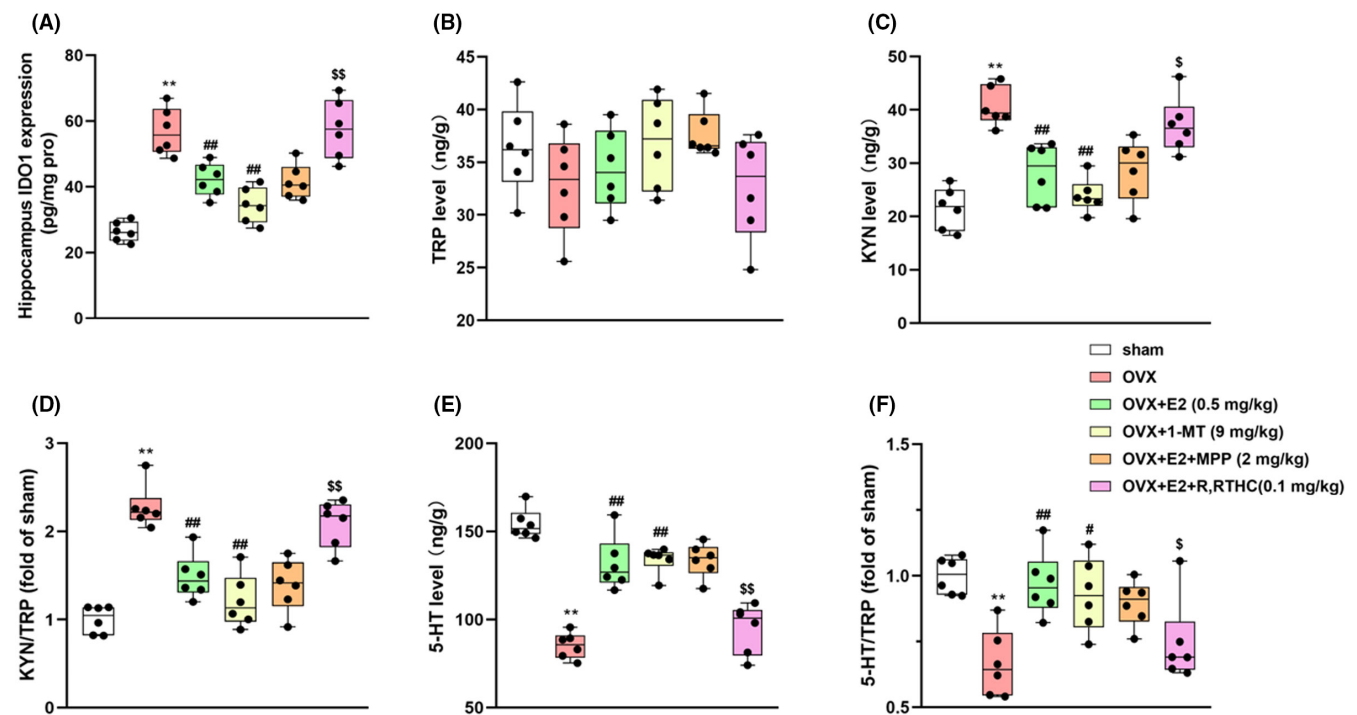 (A)
Hippocampus IDO1 expression
(pg/mg pro)
80
60
40
20
0
**
##
##
$$
(B)
TRP level (ng/g)
45
40
35
30
25
20
(C)
KYN level (ng/g)
50
40
30
20
10
0
**
##
##
$
sham
OVX
OVX+E2 (0.5 mg/kg)
OVX+1-MT (9 mg/kg)
OVX+E2+MPP (2 mg/kg)
OVX+E2+R,RTHC(0.1 mg/kg)
(D)
KYN/TRP (fold of sham)
3
2
1
0
**
##
##
$$
(E)
5-HT level (ng/g)
200
150
100
50
**
##
##
$$
(F)
5-HT/TRP (fold of sham)
1.5
1.0
0.5
**
##
#
$